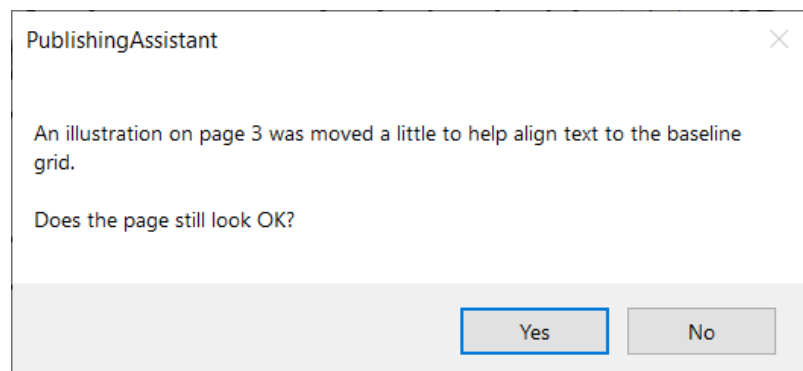 PublishingAssistant
An illustration on page 3 was moved a little to help align text to the baseline
grid.
Does the page still look OK?
Yes
No